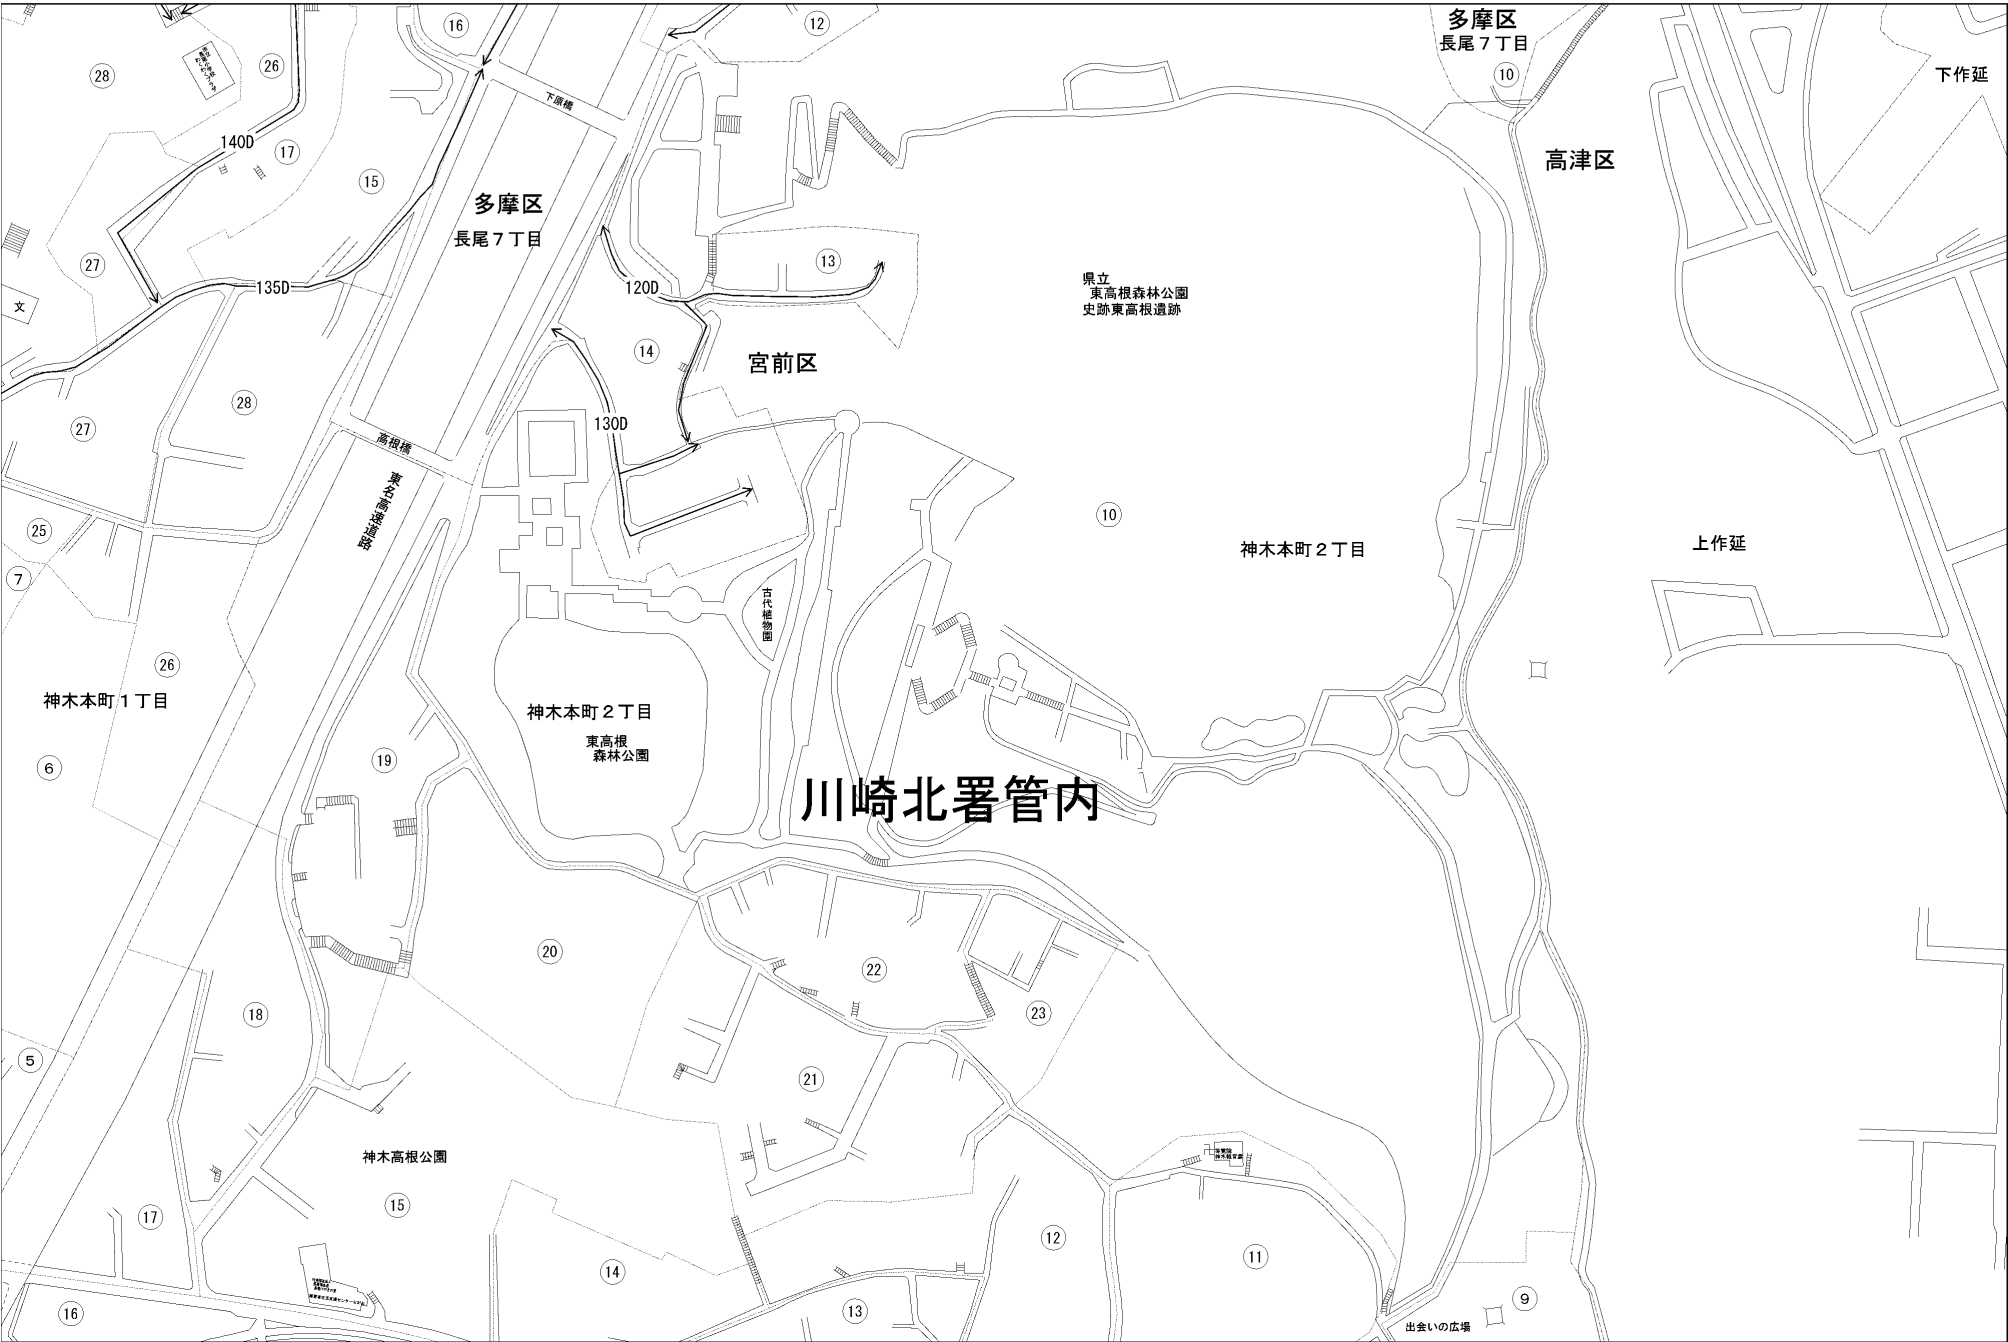 16
12
多摩区
長尾７丁目
10
下作延
28
26
下原橋
140D
17
15
高津区
多摩区
長尾７丁目
27
13
135D
120D
県立
東高根森林公園
史跡東高根遺跡
文
14
宮前区
28
27
130D
高根橋
東名高速道路
25
10
神木本町２丁目
上作延
7
古代植物園
26
神木本町１丁目
神木本町２丁目
東高根
森林公園
19
6
川崎北署管内
20
22
18
23
5
21
神木高根公園
15
17
12
11
14
16
13
9
出会いの広場